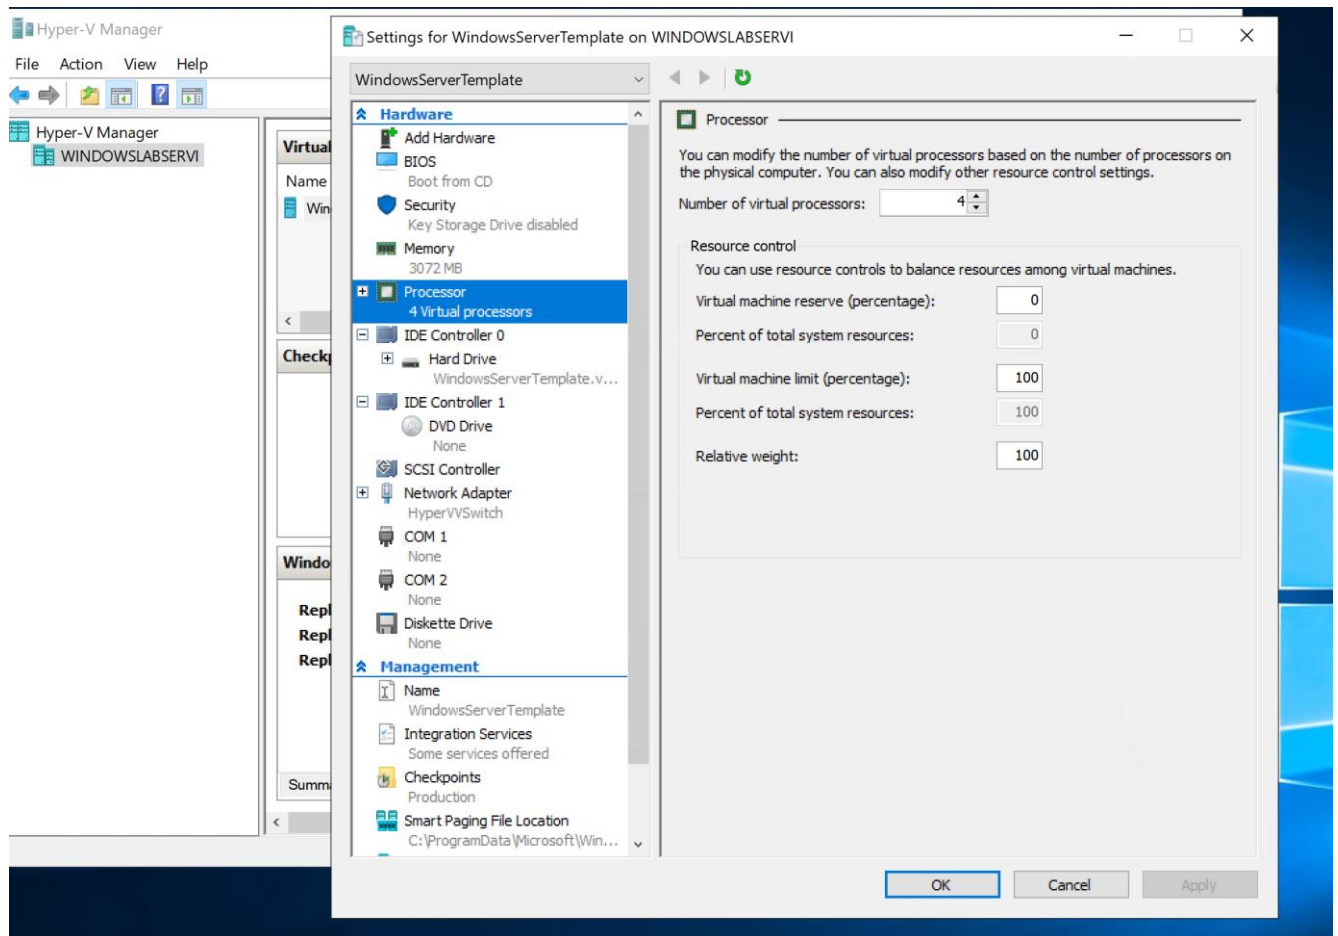 Hyper-V Manager
File Action View Help
Hyper-V Manager
WINDOWSLABSERVI
Virtual
Name
Win
Checkp
Windo
Repl
Repl
Repl
Summa
Settings for WindowsServerTemplate on WINDOWSLABSERVI
WindowsServerTemplate
Hardware
Add Hardware
BIOS
Boot from CD
Security
Key Storage Drive disabled
Memory
3072 MB
Processor
4 Virtual processors
IDE Controller 0
Hard Drive
WindowsServerTemplate.v...
IDE Controller 1
DVD Drive
None
SCSI Controller
Network Adapter
HyperVVSwitch
COM 1
None
COM 2
None
Diskette Drive
None
Management
Name
WindowsServerTemplate
Integration Services
Some services offered
Checkpoints
Production
Smart Paging File Location
C:\ProgramData\Microsoft\Win...
Processor
You can modify the number of virtual processors based on the number of processors on
the physical computer. You can also modify other resource control settings.
Number of virtual processors: 4
Resource control
You can use resource controls to balance resources among virtual machines.
Virtual machine reserve (percentage): 0
Percent of total system resources: 0
Virtual machine limit (percentage): 100
Percent of total system resources: 100
Relative weight: 100
OK Cancel Apply